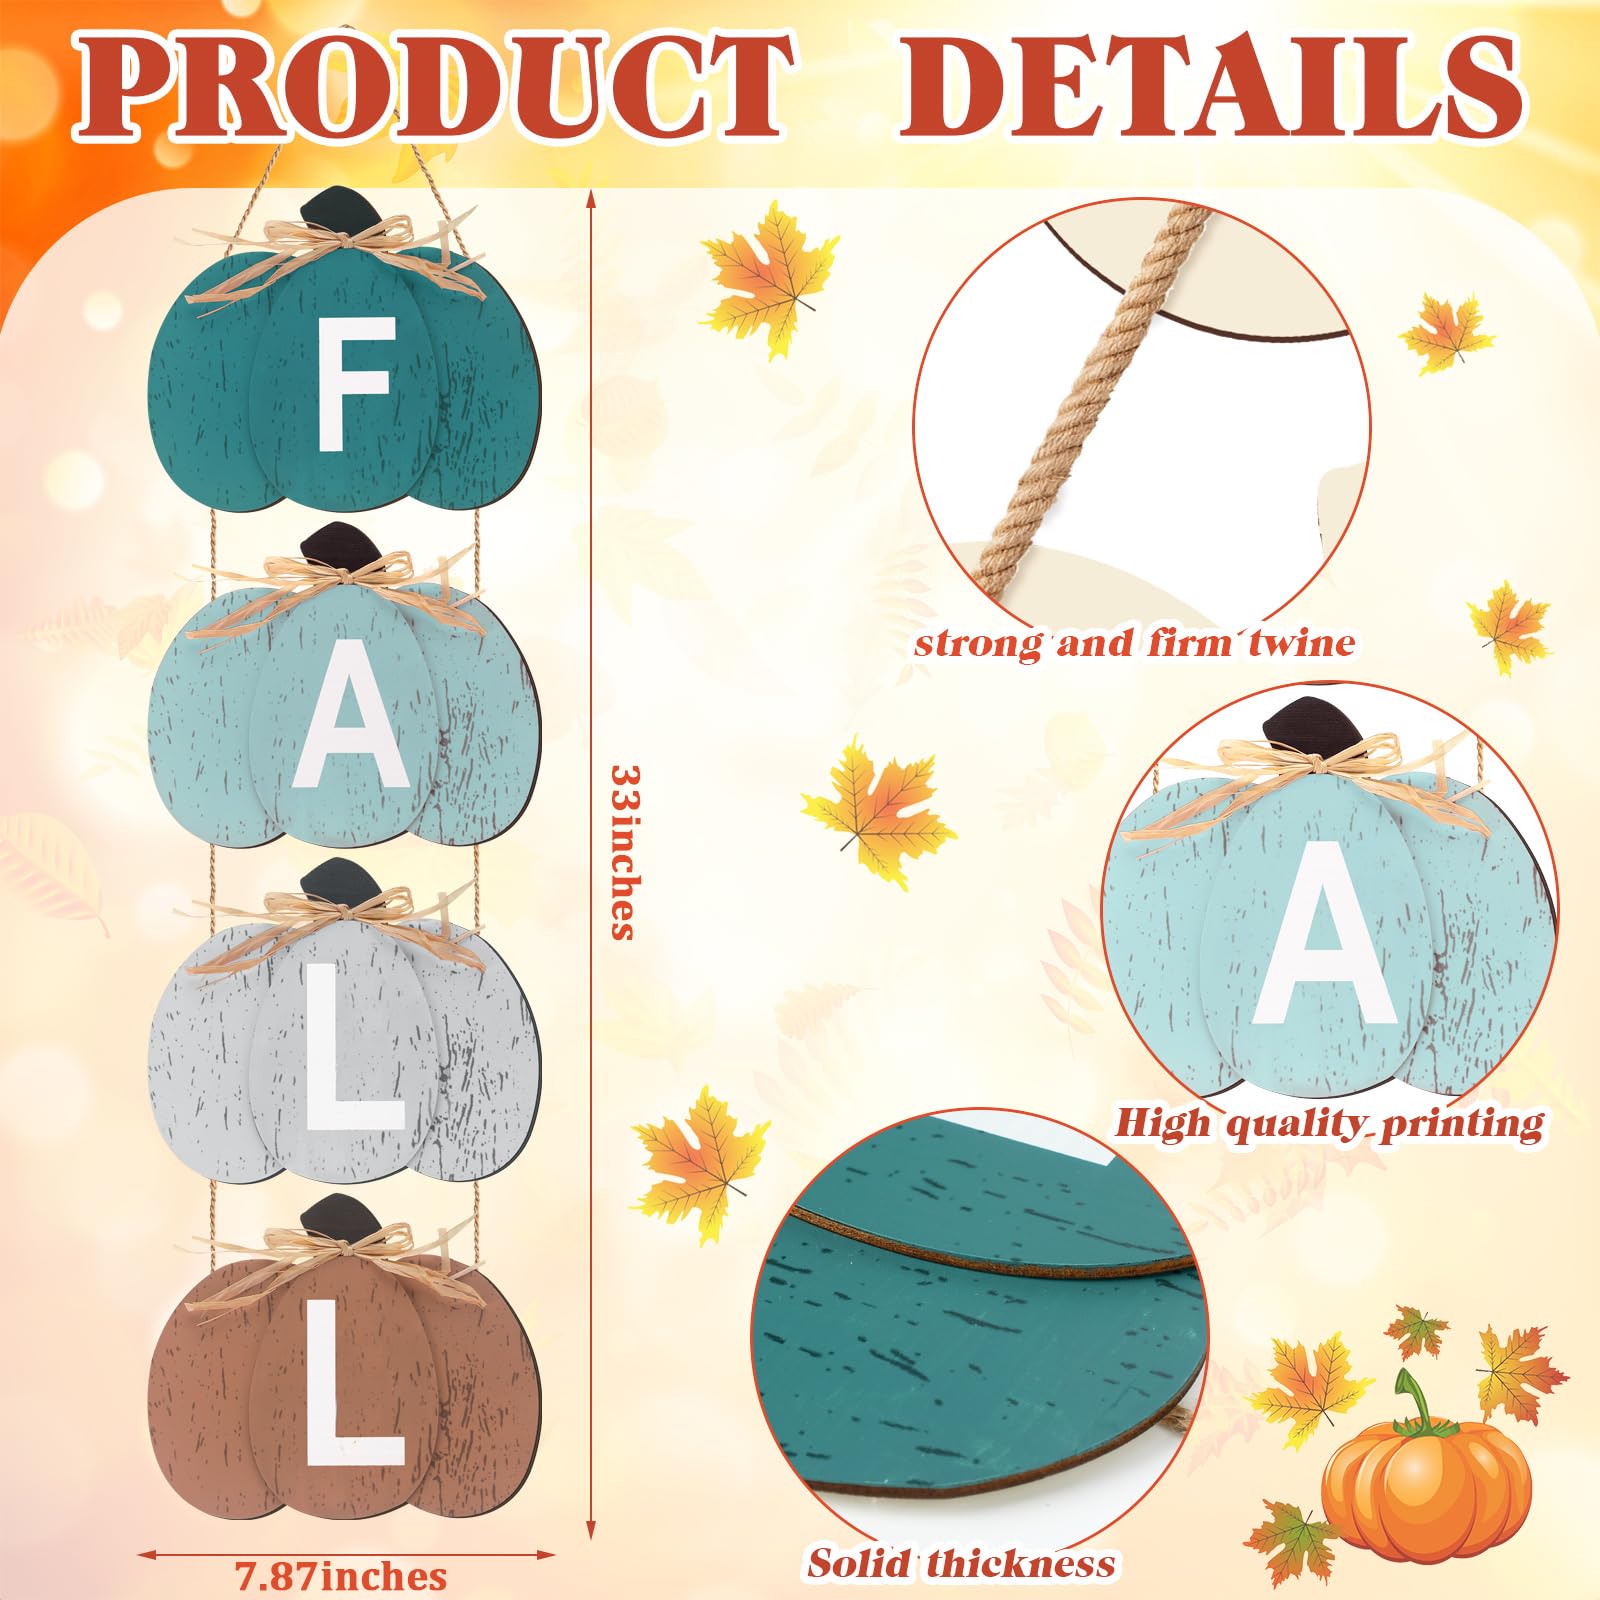 PRODUCT DETAILS
F
A
L
L
33inches
7.87inches
strong and firm twine
A
High quality printing
Solid thickness